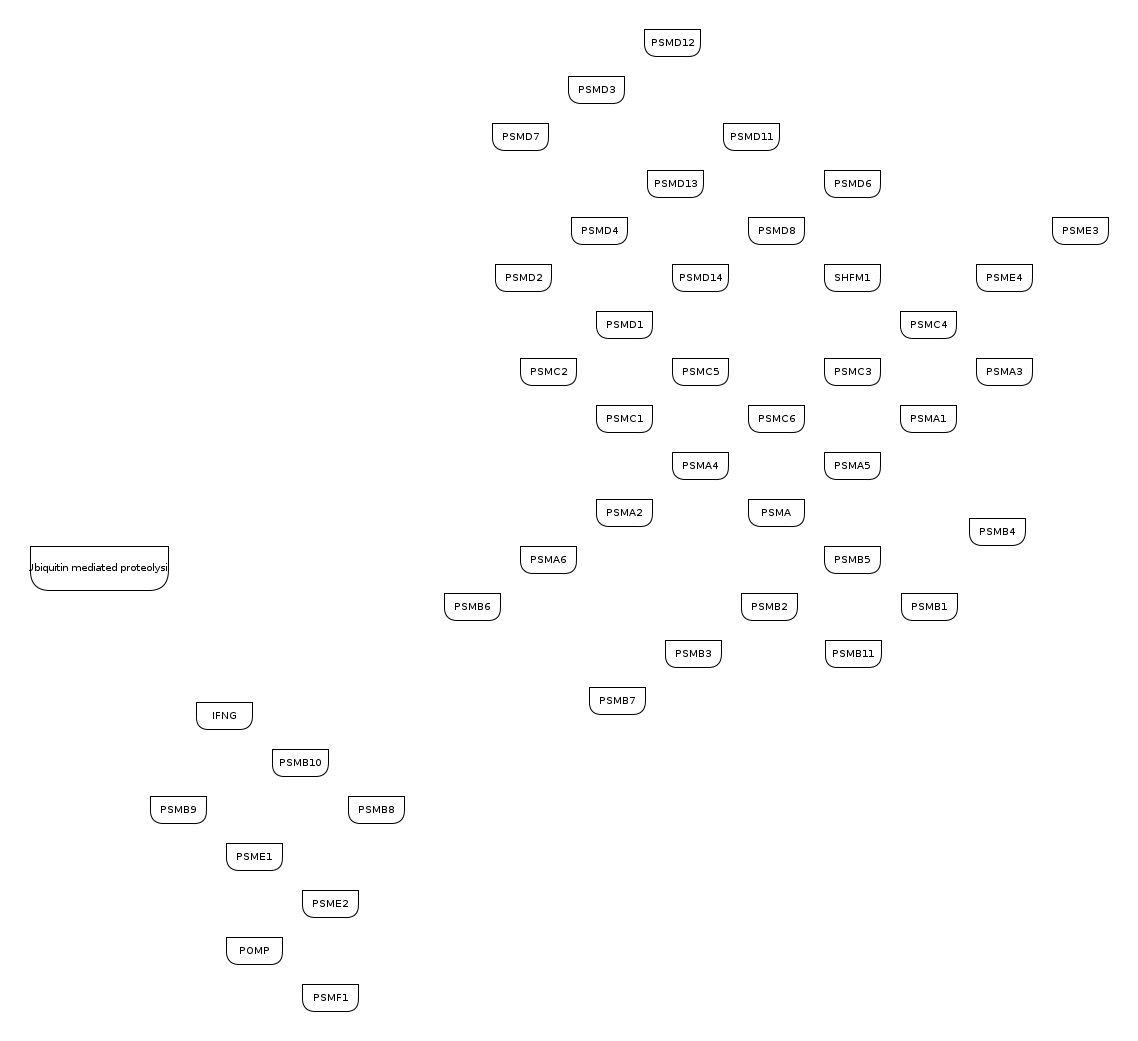 PSMD12
PSMD3
PSMD7
PSMD11
PSMD13
PSMD6
PSMD4
PSMD8
PSME3
PSMD2
PSMD14
SHFM1
PSME4
PSMD1
PSMC4
PSMC2
PSMC5
PSMC3
PSMA3
PSMC1
PSMC6
PSMA1
PSMA4
PSMA5
PSMA2
PSMA
PSMB4
Ubiquitin mediated proteolysi
PSMA6
PSMB5
PSMB6
PSMB2
PSMB1
PSMB3
PSMB11
PSMB7
IFNG
PSMB10
PSMB9
PSMB8
PSME1
PSME2
POMP
PSMF1